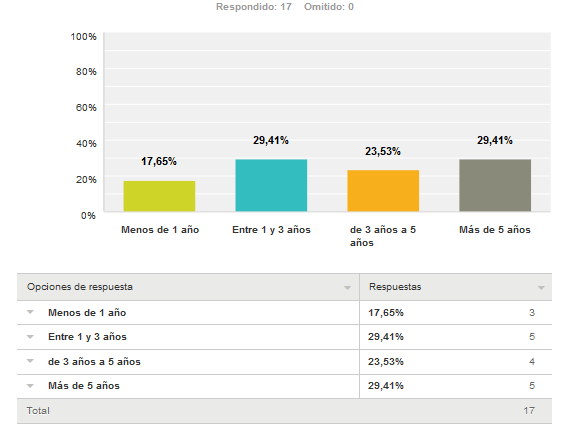 Respondido: 17 Omitido: 0
100%
80%
60%
40%
20%
0%
17,65%
29,41%
23,53%
29,41%
Menos de 1 año
Entre 1 y 3 años
de 3 años a 5
años
Más de 5 años
Opciones de respuesta Respuestas
Menos de 1 año 17,65% 3
Entre 1 y 3 años 29,41% 5
de 3 años a 5 años 23,53% 4
Más de 5 años 29,41% 5
Total 17